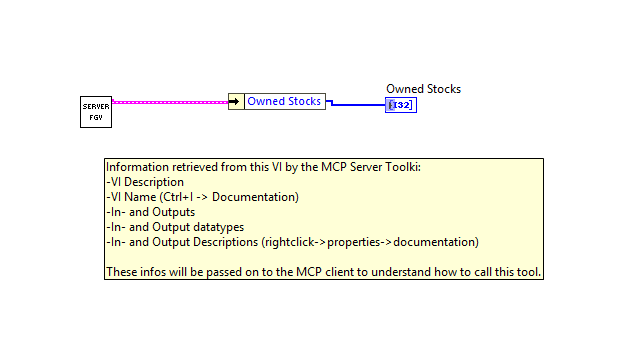 Owned Stocks
SERVER
FGV
Owned Stocks
[I32]
Information retrieved from this VI by the MCP Server Toolki:
-VI Description
-VI Name (Ctrl+I -> Documentation)
-In- and Outputs
-In- and Output datatypes
-In- and Output Descriptions (rightclick->properties->documentation)
These infos will be passed on to the MCP client to understand how to call this tool.